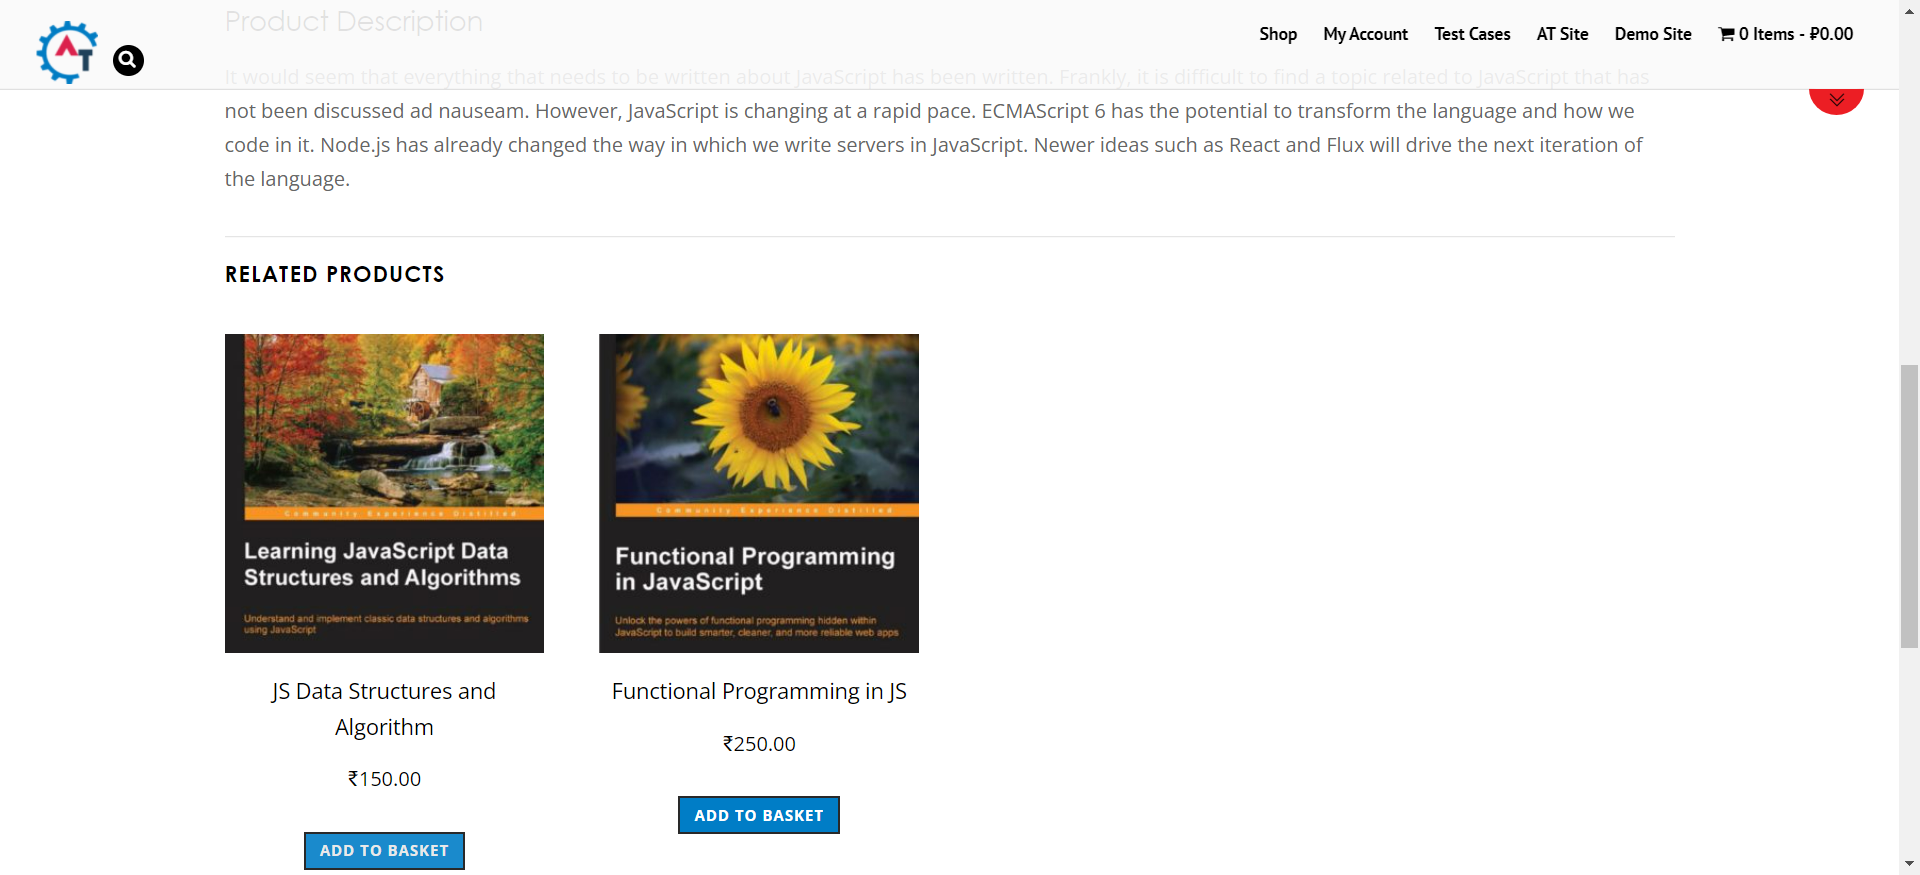 Product Description
Shop My Account Test Cases AT Site Demo Site 0 Items - ₽0.00
AT
It would seem that everything that needs to be written about JavaScript has been written. Frankly, it is difficult to find a topic related to JavaScript that has
not been discussed ad nauseam. However, JavaScript is changing at a rapid pace. ECMAScript 6 has the potential to transform the language and how we
code in it. Node.js has already changed the way in which we write servers in JavaScript. Newer ideas such as React and Flux will drive the next iteration of
the language.
RELATED PRODUCTS
Community Experience Distilled
Learning JavaScript Data
Structures and Algorithms
Understand and implement classic data structures and algorithms
using JavaScript
JS Data Structures and
Algorithm
₹150.00
ADD TO BASKET
Community Experience Distilled
Functional Programming
in JavaScript
Unlock the powers of functional programming hidden within
JavaScript to build smarter, cleaner, and more reliable web apps
Functional Programming in JS
₹250.00
ADD TO BASKET